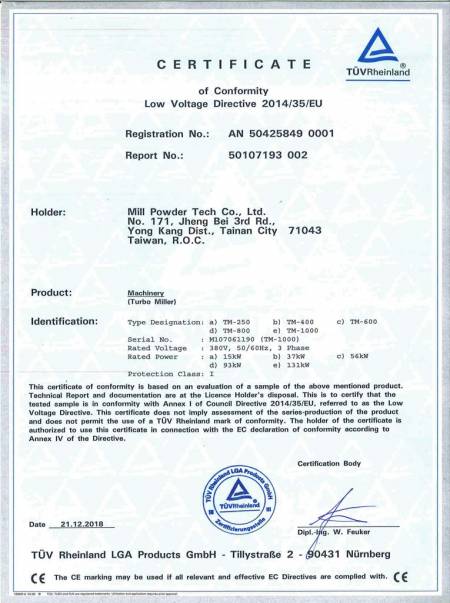 CERTIFICATE
TÜVRheinland®
of Conformity
Low Voltage Directive 2014/35/EU
Registration No.: AN 50425849 0001
Report No.: 50107193 002
Holder: Mill Powder Tech Co., Ltd.
No. 171, Jheng Bei 3rd Rd.,
Yong Kang Dist., Tainan City 71043
Taiwan, R.O.C.
Product: Machinery
(Turbo Miller)
Identification: Type Designation: a) TM-250 b) TM-400 c) TM-600
d) TM-800 e) TM-1000
Serial No. : M107061190 (TM-1000)
Rated Voltage : 380V, 50/60Hz, 3 Phase
Rated Power : a) 15kW b) 37kW c) 56kW
d) 93kW e) 131kW
Protection Class: I
This certificate of conformity is based on an evaluation of a sample of the above mentioned product.
Technical Report and documentation are at the Licence Holder's disposal. This is to certify that the
tested sample is in conformity with Annex I of Council Directive 2014/35/EU, referred to as the Low
Voltage Directive. This certificate does not imply assessment of the series-production of the product
and does not permit the use of a TÜV Rheinland mark of conformity. The holder of the certificate is
authorized to use this certificate in connection with the EC declaration of conformity according to
Annex IV of the Directive.
Certification Body
TÜV Rheinland LGA Products GmbH
TÜVRheinland
Zertifizierungsstelle
Date 21.12.2018
Dipl.-Ing. W. Feuker
TÜV Rheinland LGA Products GmbH - Tillystraße 2 - 90431 Nürnberg
CE The CE marking may be used if all relevant and effective EC Directives are complied with. CE